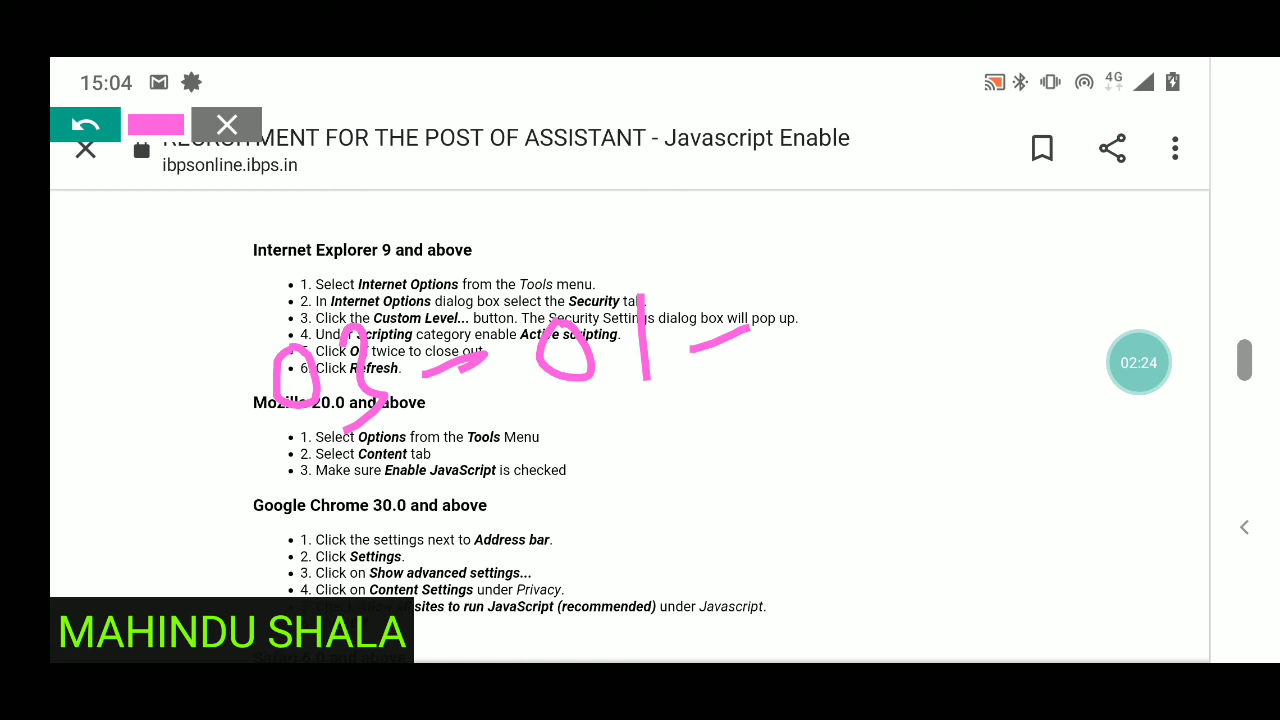 15:04
4G
RECRUITMENT FOR THE POST OF ASSISTANT - Javascript Enable
ibpsonline.ibps.in
Internet Explorer 9 and above
1. Select Internet Options from the Tools menu.
2. In Internet Options dialog box select the Security tab.
3. Click the Custom Level... button. The Security Settings dialog box will pop up.
4. Under Scripting category enable Active scripting.
5. Click OK twice to close out.
6. Click Refresh.
03-01-
02:24
Mozilla 20.0 and above
1. Select Options from the Tools Menu
2. Select Content tab
3. Make sure Enable JavaScript is checked
Google Chrome 30.0 and above
1. Click the settings next to Address bar.
2. Click Settings.
3. Click on Show advanced settings...
4. Click on Content Settings under Privacy.
sites to run JavaScript (recommended) under Javascript.
MAHINDU SHALA